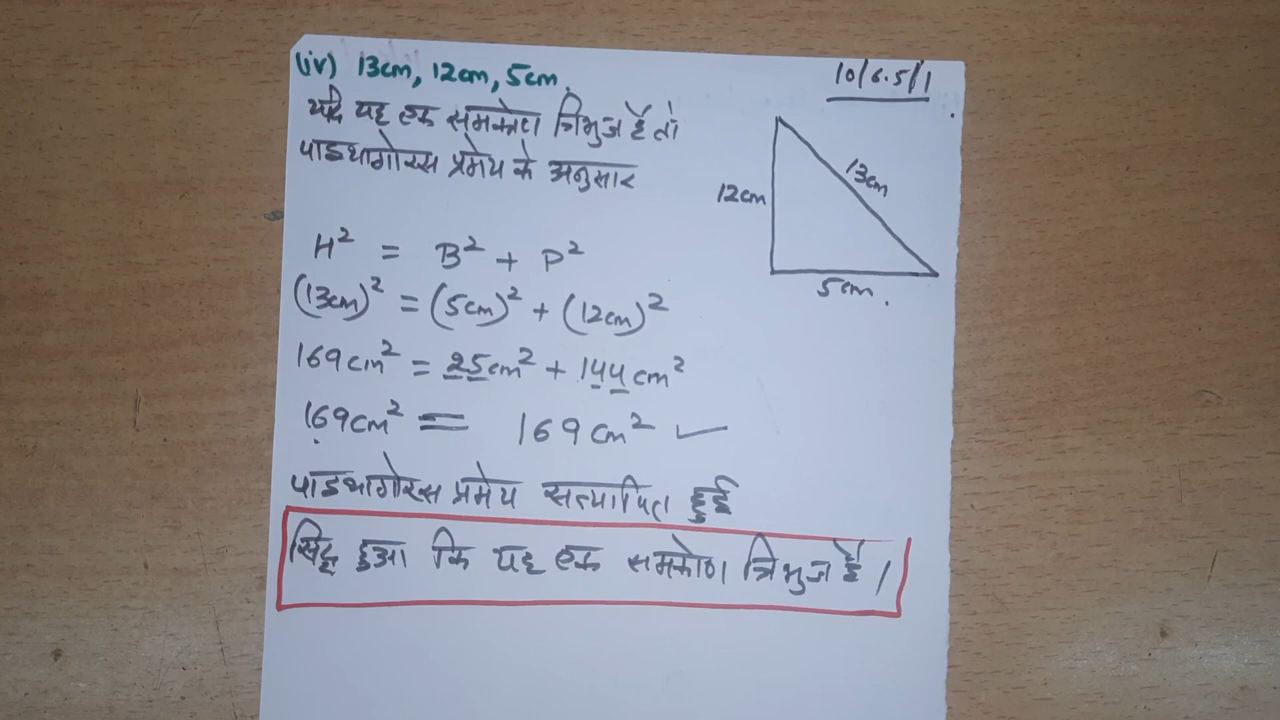 (iv) 13cm, 12cm, 5cm.
10/6.5/1
यदि यह एक समकोण त्रिभुज है तो
पाइथागोरस प्रमेय के अनुसार
12cm
13cm
5cm.
H² = B² + P²
(13cm)² = (5cm)² + (12cm)²
169cm² = 25cm² + 144cm²
169cm² = 169cm² ✓
पाइथागोरस प्रमेय सत्यापित हुई
सिद्ध हुआ कि यह एक समकोण त्रिभुज है।